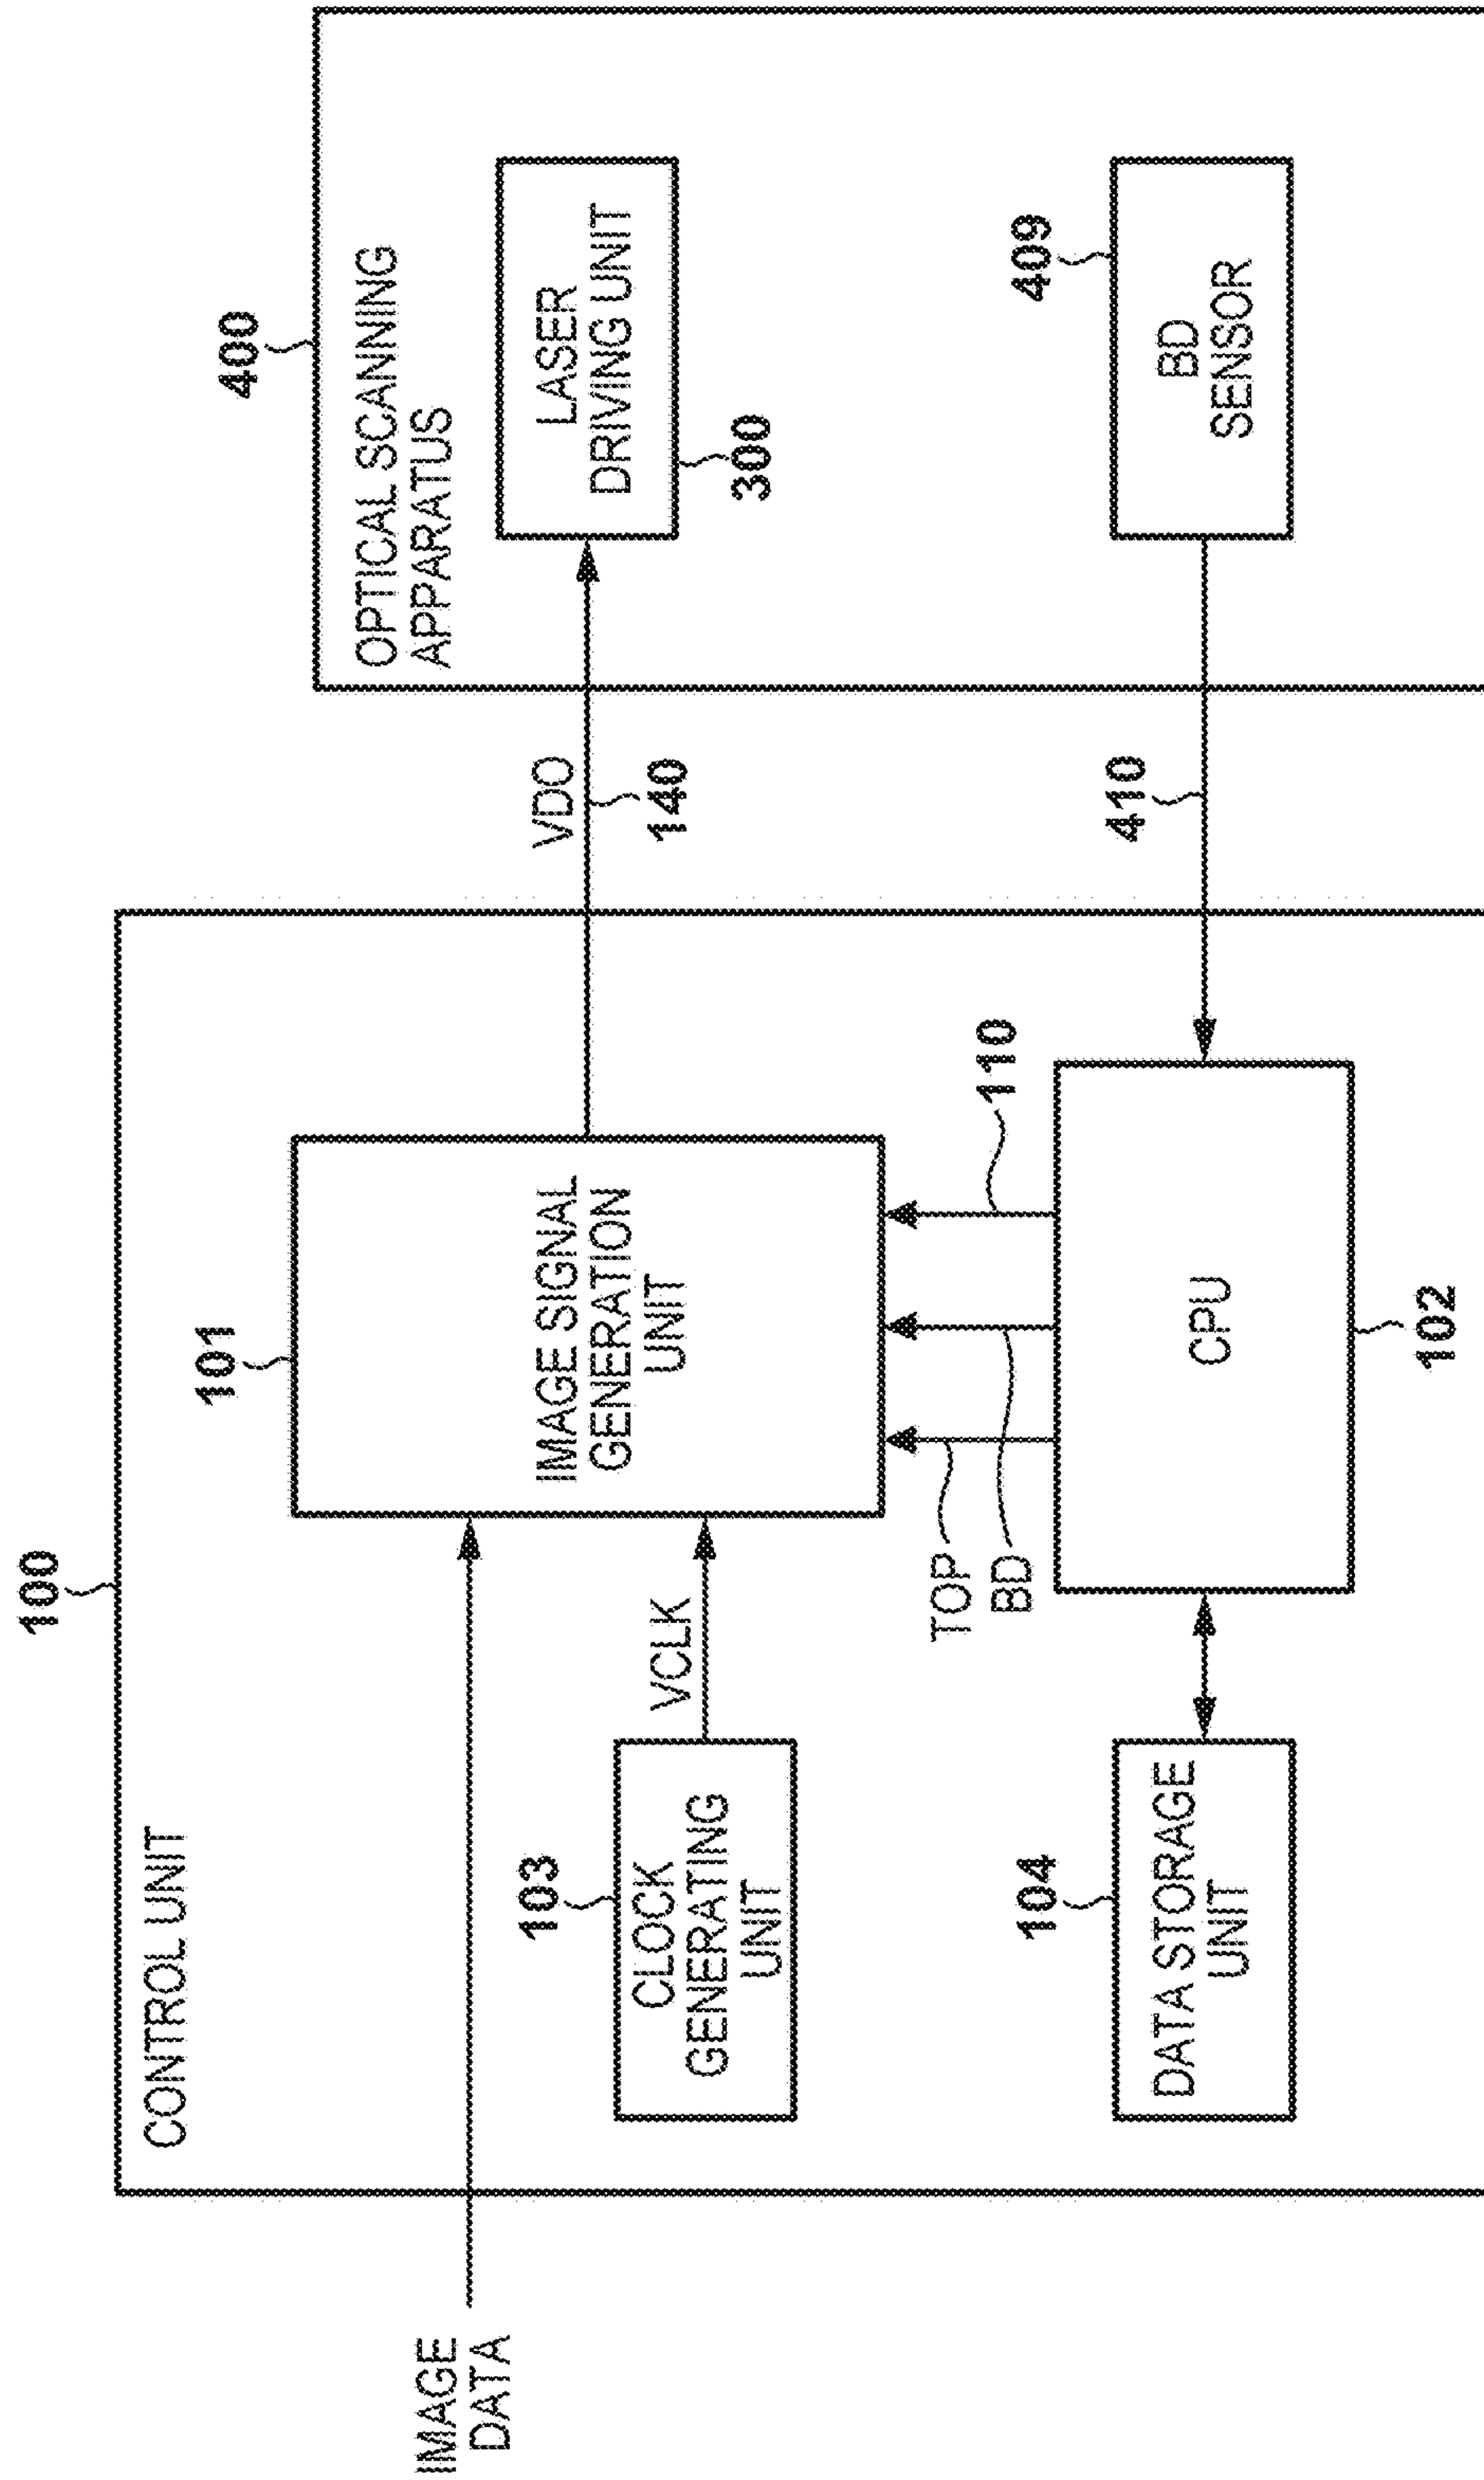 100
400
CONTROL UNIT
OPTICAL SCANNING
APPARATUS
101
IMAGE
DATA
IMAGE SIGNAL
GENERATION
UNIT
VDO
140
LASER
DRIVING UNIT
300
103
CLOCK
GENERATING
UNIT
VCLK
TOP
BD
110
104
DATA STORAGE
UNIT
CPU
102
410
409
BD
SENSOR